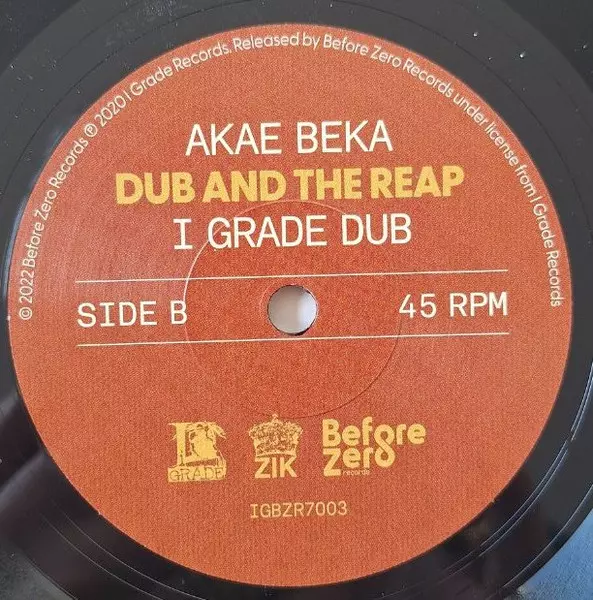 © 2022 Before Zero Records ℗ 2020 I Grade Records. Released by Before Zero Records under license from I Grade Records
AKAE BEKA
DUB AND THE REAP
I GRADE DUB
SIDE B 45 RPM
I GRADE
ZIK
Before
Zero
records
IGBZR7003